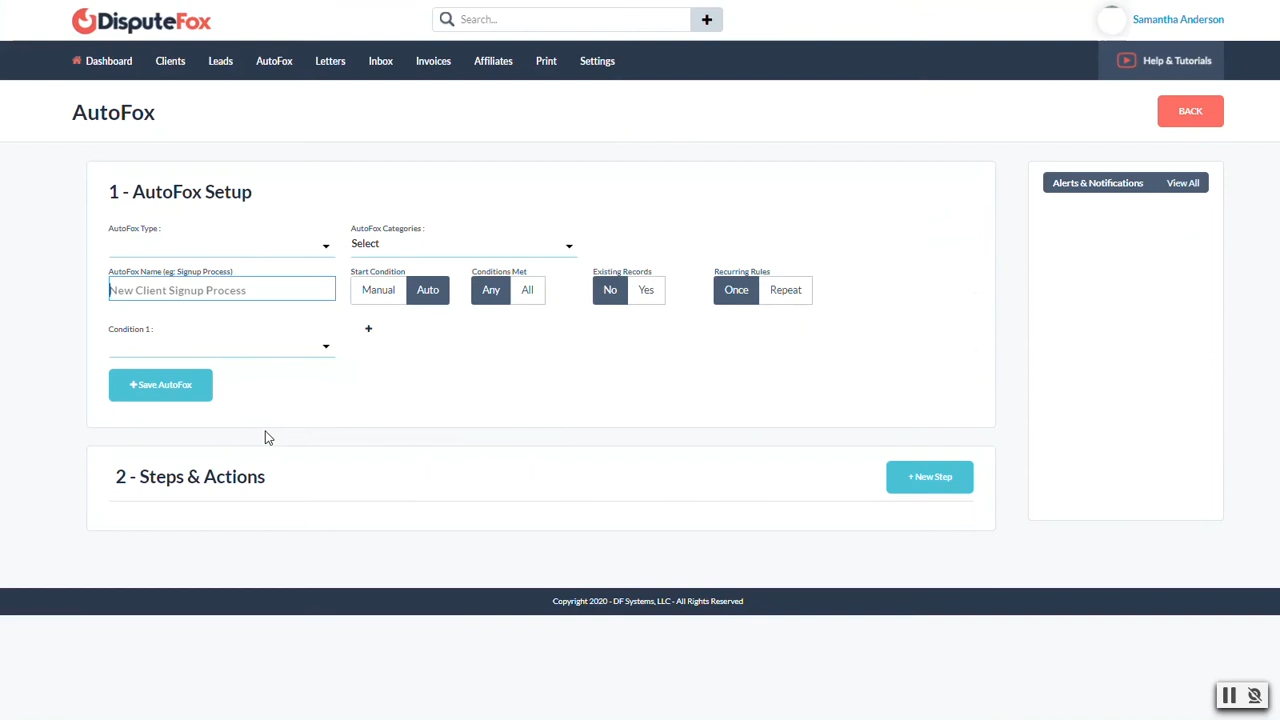 DisputeFox
Search...
+
Samantha Anderson
Dashboard Clients Leads AutoFox Letters Inbox Invoices Affiliates Print Settings Help & Tutorials
AutoFox
BACK
1 - AutoFox Setup
Alerts & Notifications View All
AutoFox Type :
AutoFox Categories :
Select
AutoFox Name (eg: Signup Process) Start Condition Conditions Met Existing Records Recurring Rules
New Client Signup Process Manual Auto Any All No Yes Once Repeat
Condition 1 : +
+ Save AutoFox
2 - Steps & Actions
+ New Step
Copyright 2020 - DF Systems, LLC - All Rights Reserved